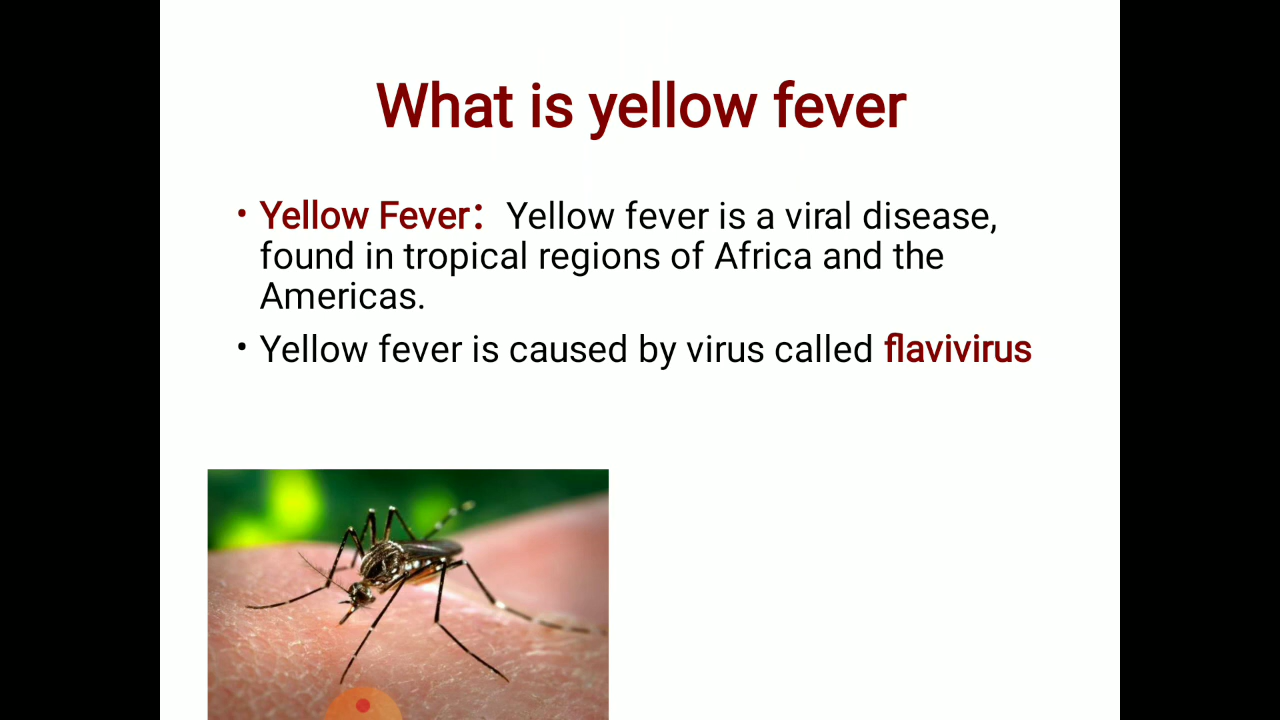 What is yellow fever
• Yellow Fever: Yellow fever is a viral disease,
found in tropical regions of Africa and the
Americas.
• Yellow fever is caused by virus called flavivirus